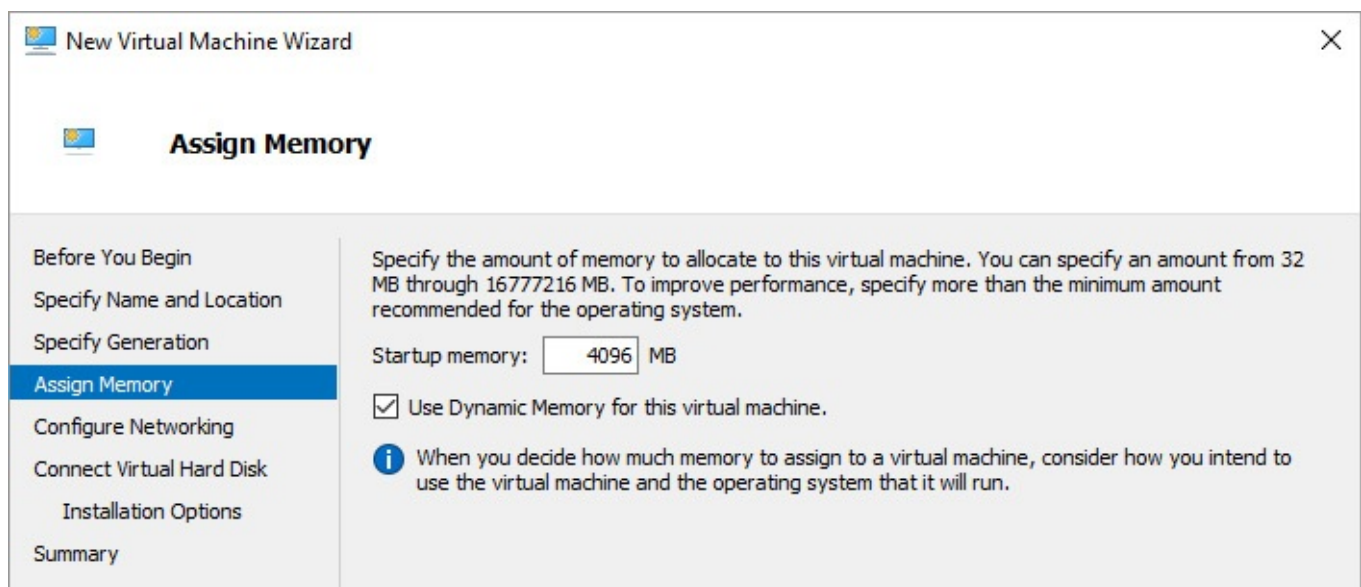 New Virtual Machine Wizard
Assign Memory
Before You Begin
Specify Name and Location
Specify Generation
Assign Memory
Configure Networking
Connect Virtual Hard Disk
Installation Options
Summary
Specify the amount of memory to allocate to this virtual machine. You can specify an amount from 32
MB through 16777216 MB. To improve performance, specify more than the minimum amount
recommended for the operating system.
Startup memory: 4096 MB
Use Dynamic Memory for this virtual machine.
When you decide how much memory to assign to a virtual machine, consider how you intend to
use the virtual machine and the operating system that it will run.